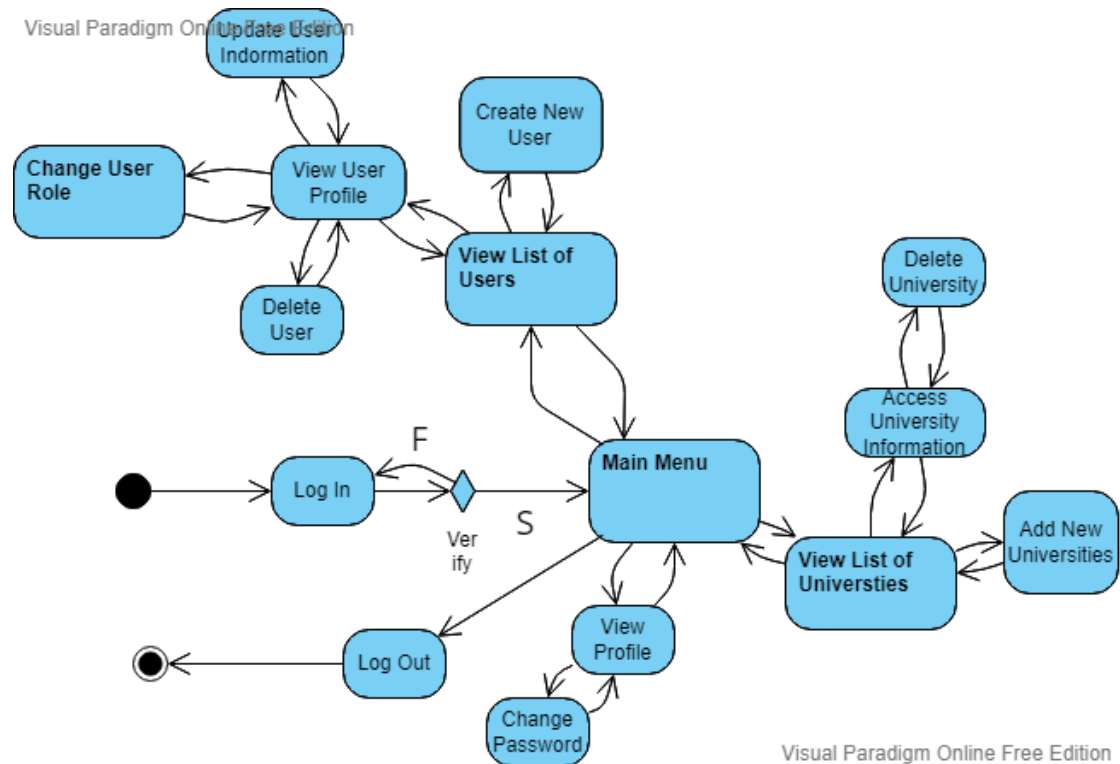 Visual Paradigm Online Free Edition
Update User
Indormation
Create New
User
Change User
Role
View User
Profile
View List of
Users
Delete
User
Delete
University
Access
University
Information
F
Main Menu
Log In
S
Ver
ify
Add New
Universities
View List of
Universties
View
Profile
Log Out
Change
Password
Visual Paradigm Online Free Edition